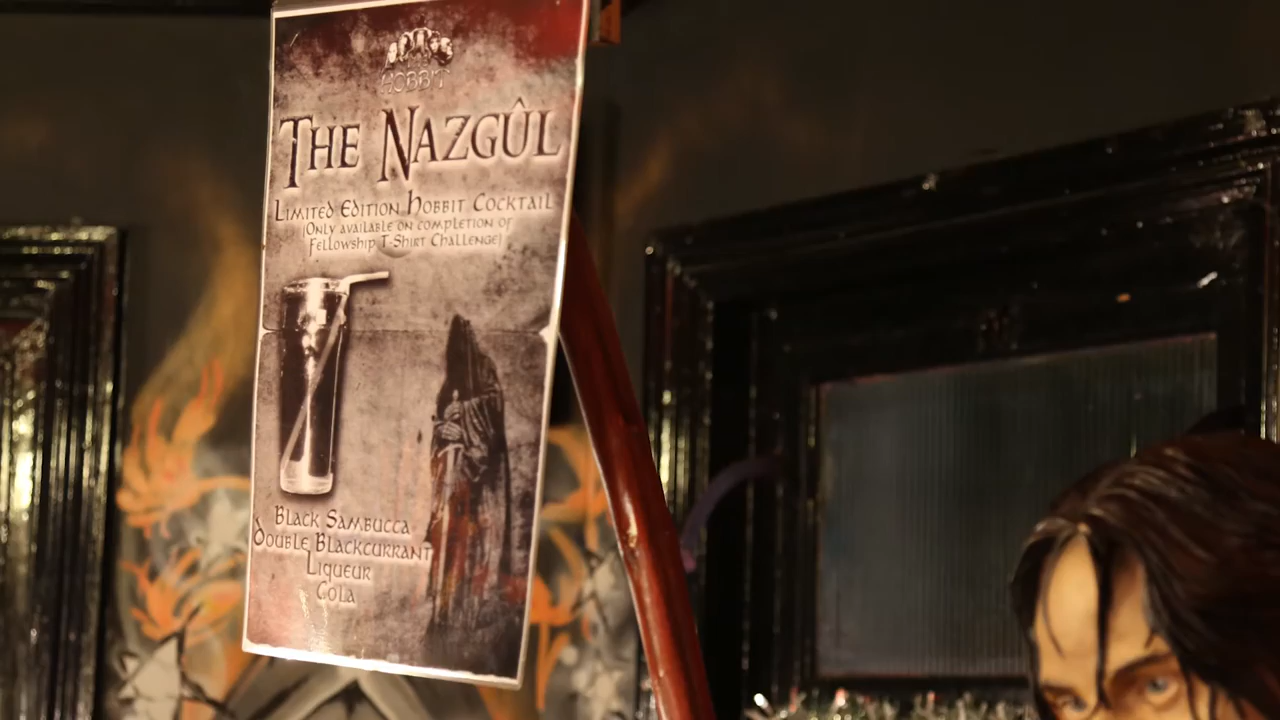 HOBBIT
THE NAZGÛL
LIMITED EDITION HOBBIT COCKTAIL
(ONLY AVAILABLE ON COMPLETION OF
FELLOWSHIP T-SHIRT CHALLENGE)
BLACK SAMBUCCA
DOUBLE BLACKCURRANT
LIQUEUR
COLA